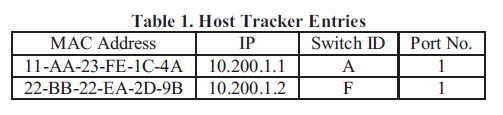 Table 1. Host Tracker Entries
MAC Address IP Switch ID Port No.
11-AA-23-FE-1C-4A 10.200.1.1 A 1
22-BB-22-EA-2D-9B 10.200.1.2 F 1